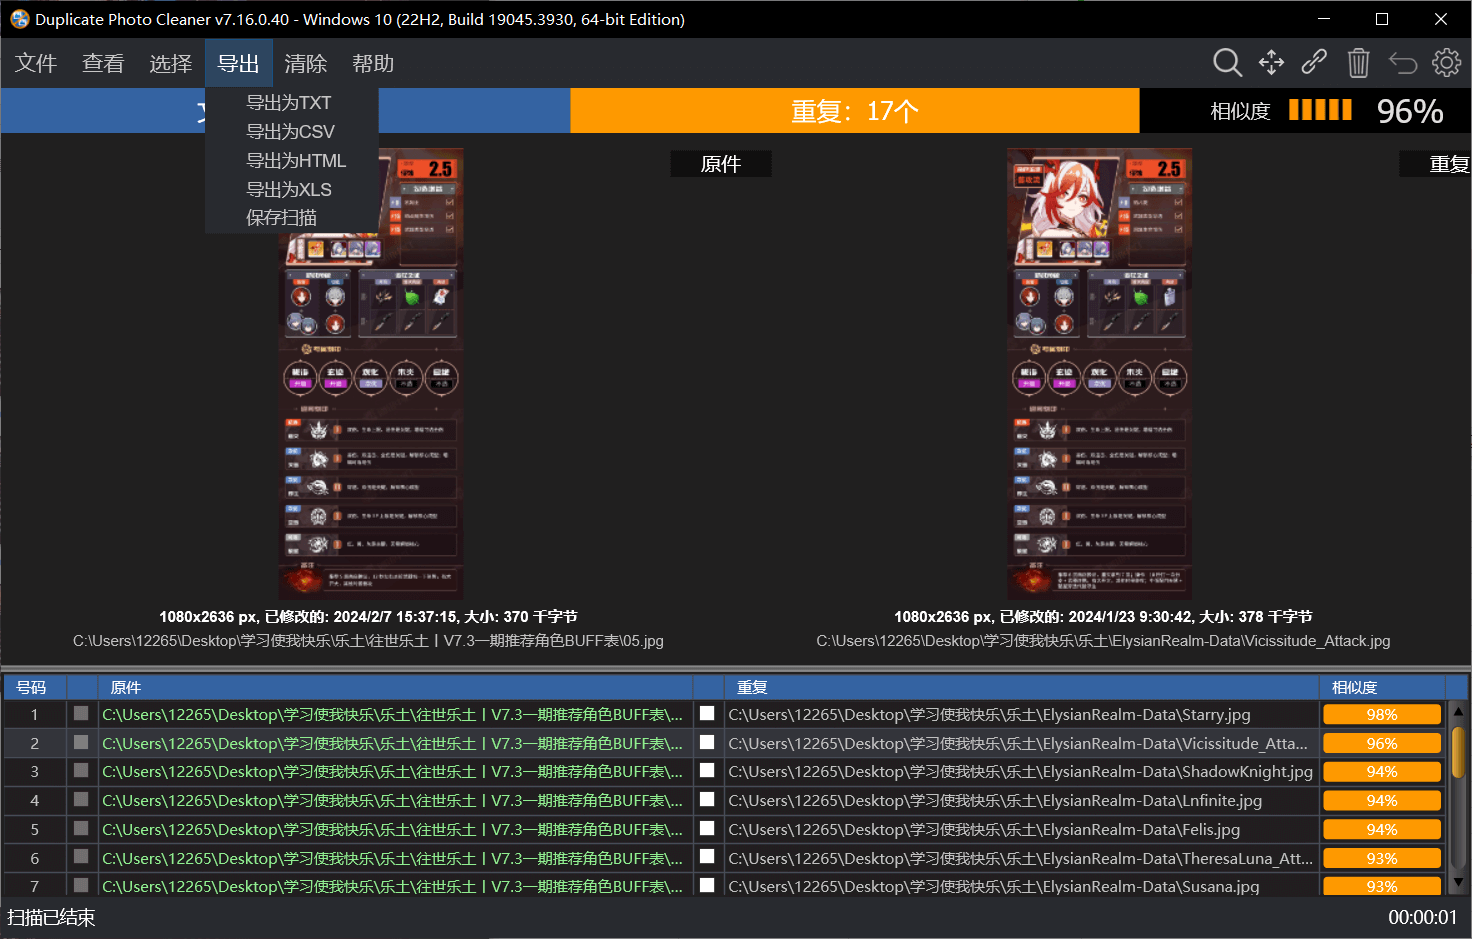 Duplicate Photo Cleaner v7.16.0.40 - Windows 10 (22H2, Build 19045.3930, 64-bit Edition)
文件 查看 选择 导出 清除 帮助
导出为TXT
导出为CSV
导出为HTML
导出为XLS
保存扫描
重复：17个
相似度 96%
原件
重复
2.5
2.5
1080x2636 px, 已修改的: 2024/2/7 15:37:15, 大小: 370 千字节
C:\Users\12265\Desktop\学习使我快乐\乐土\往世乐土丨V7.3一期推荐角色BUFF表\05.jpg
1080x2636 px, 已修改的: 2024/1/23 9:30:42, 大小: 378 千字节
C:\Users\12265\Desktop\学习使我快乐\乐土\ElysianRealm-Data\Vicissitude_Attack.jpg
号码 原件 重复 相似度
1 C:\Users\12265\Desktop\学习使我快乐\乐土\往世乐土丨V7.3一期推荐角色BUFF表\... C:\Users\12265\Desktop\学习使我快乐\乐土\ElysianRealm-Data\Starry.jpg 98%
2 C:\Users\12265\Desktop\学习使我快乐\乐土\往世乐土丨V7.3一期推荐角色BUFF表\... C:\Users\12265\Desktop\学习使我快乐\乐土\ElysianRealm-Data\Vicissitude_Atta... 96%
3 C:\Users\12265\Desktop\学习使我快乐\乐土\往世乐土丨V7.3一期推荐角色BUFF表\... C:\Users\12265\Desktop\学习使我快乐\乐土\ElysianRealm-Data\ShadowKnight.jpg 94%
4 C:\Users\12265\Desktop\学习使我快乐\乐土\往世乐土丨V7.3一期推荐角色BUFF表\... C:\Users\12265\Desktop\学习使我快乐\乐土\ElysianRealm-Data\Lnfinite.jpg 94%
5 C:\Users\12265\Desktop\学习使我快乐\乐土\往世乐土丨V7.3一期推荐角色BUFF表\... C:\Users\12265\Desktop\学习使我快乐\乐土\ElysianRealm-Data\Felis.jpg 94%
6 C:\Users\12265\Desktop\学习使我快乐\乐土\往世乐土丨V7.3一期推荐角色BUFF表\... C:\Users\12265\Desktop\学习使我快乐\乐土\ElysianRealm-Data\TheresaLuna_Att... 93%
7 C:\Users\12265\Desktop\学习使我快乐\乐土\往世乐土丨V7.3一期推荐角色BUFF表\... C:\Users\12265\Desktop\学习使我快乐\乐土\ElysianRealm-Data\Susana.jpg 93%
扫描已结束 00:00:01